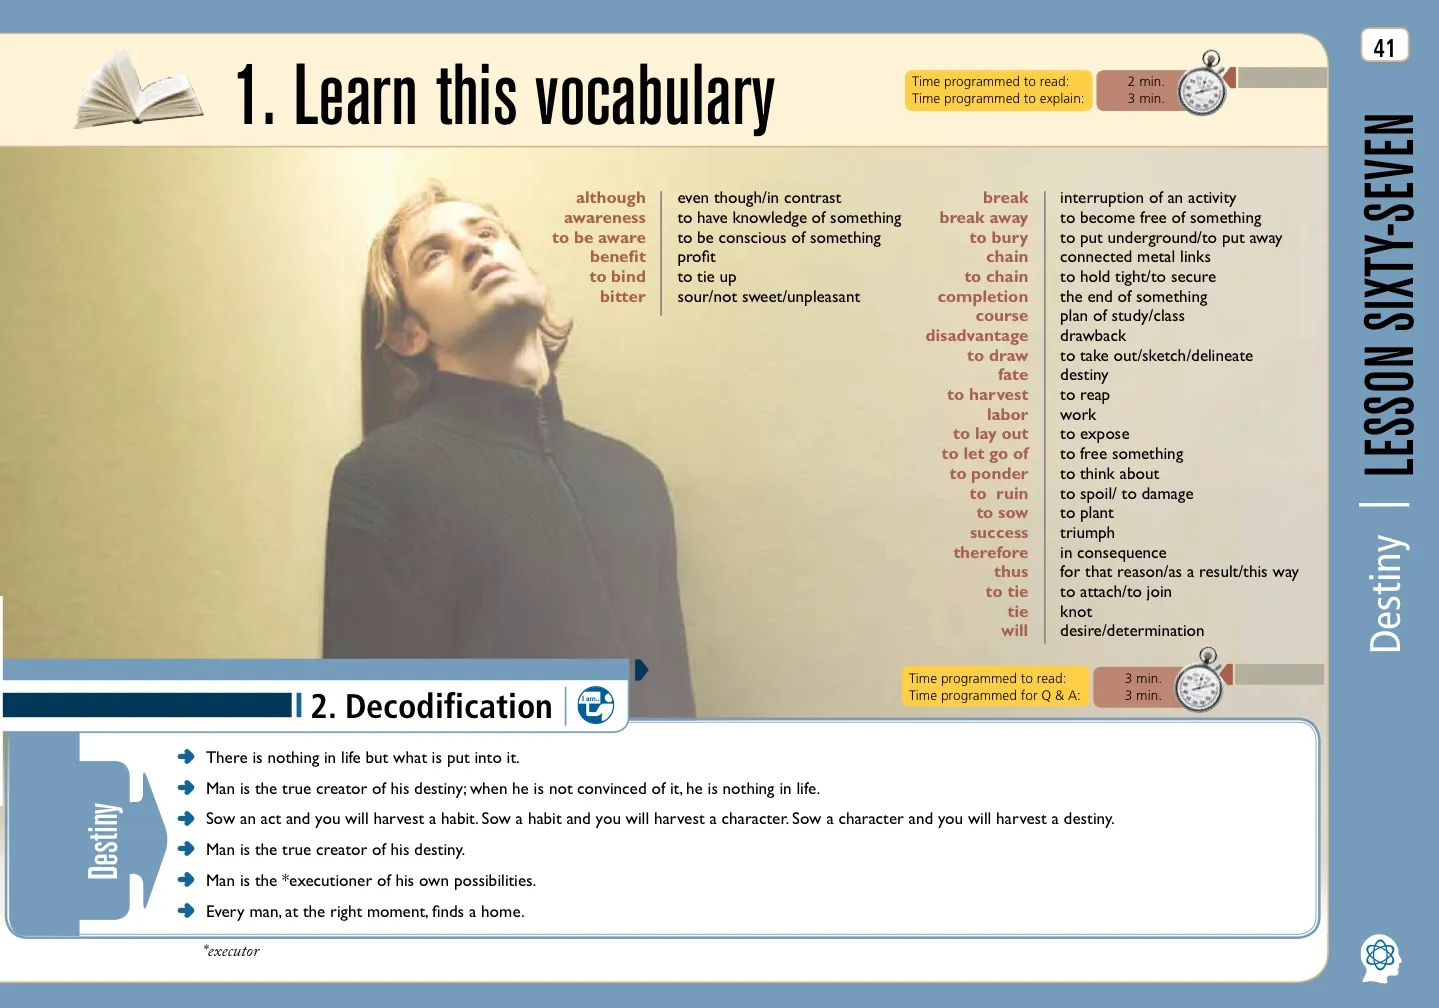 1. Learn this vocabulary
Time programmed to read: 2 min.
Time programmed to explain: 3 min.
41
LESSON SIXTY-SEVEN
Destiny
although even though/in contrast
awareness to have knowledge of something
to be aware to be conscious of something
benefit profit
to bind to tie up
bitter sour/not sweet/unpleasant
break interruption of an activity
break away to become free of something
to bury to put underground/to put away
chain connected metal links
to chain to hold tight/to secure
completion the end of something
course plan of study/class
disadvantage drawback
to draw to take out/sketch/delineate
fate destiny
to harvest to reap
labor work
to lay out to expose
to let go of to free something
to ponder to think about
to ruin to spoil/ to damage
to sow to plant
success triumph
therefore in consequence
thus for that reason/as a result/this way
to tie to attach/to join
tie knot
will desire/determination
Time programmed to read: 3 min.
Time programmed for Q & A: 3 min.
2. Decodification
I am...
Destiny
There is nothing in life but what is put into it.
Man is the true creator of his destiny; when he is not convinced of it, he is nothing in life.
Sow an act and you will harvest a habit. Sow a habit and you will harvest a character. Sow a character and you will harvest a destiny.
Man is the true creator of his destiny.
Man is the *executioner of his own possibilities.
Every man, at the right moment, finds a home.
*executor